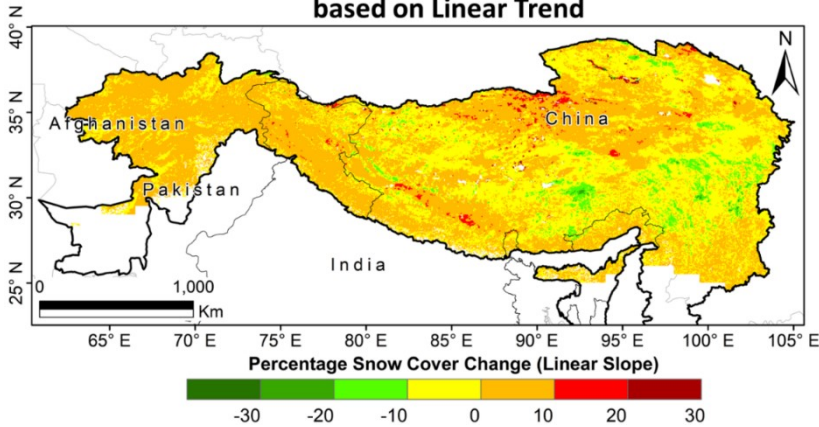 based on Linear Trend
N
40° N
35° N
30° N
25° N
Afghanistan
China
Pakistan
India
0 1,000
Km
65° E 70° E 75° E 80° E 85° E 90° E 95° E 100° E 105° E
Percentage Snow Cover Change (Linear Slope)
-30 -20 -10 0 10 20 30